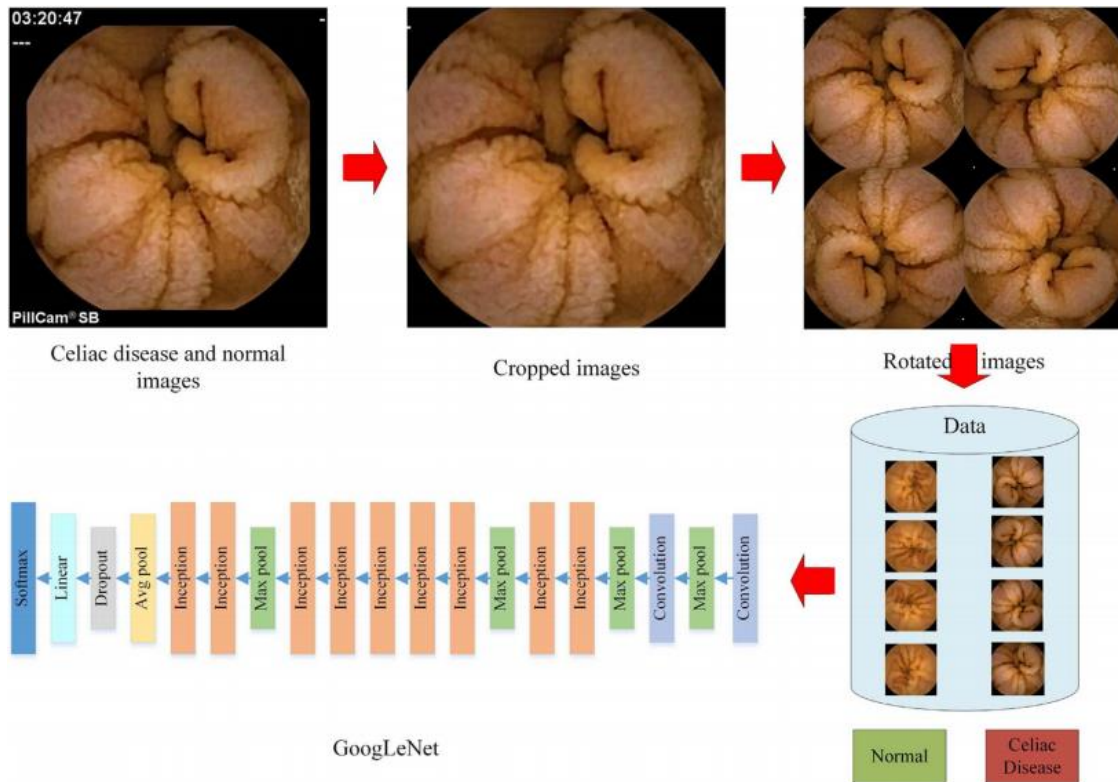 03:20:47
---
PillCam® SB
Celiac disease and normal
images
Cropped images
Rotated images
Data
Softmax
Linear
Dropout
Avg pool
Inception
Inception
Max pool
Inception
Inception
Inception
Inception
Inception
Max pool
Inception
Inception
Max pool
Convolution
Max pool
Convolution
GoogLeNet
Normal
Celiac
Disease